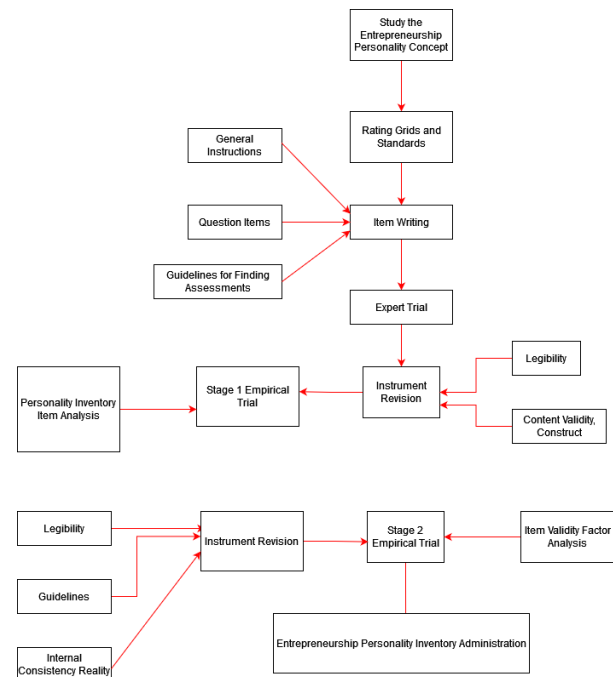 Study the
Entrepreneurship
Personality Concept
Rating Grids and
Standards
General
Instructions
Question Items
Item Writing
Guidelines for Finding
Assessments
Expert Trial
Legibility
Personality Inventory
Item Analysis
Stage 1 Empirical
Trial
Instrument
Revision
Content Validity,
Construct
Legibility
Instrument Revision
Stage 2
Empirical Trial
Item Validity Factor
Analysis
Guidelines
Entrepreneurship Personality Inventory Administration
Internal
Consistency Reality